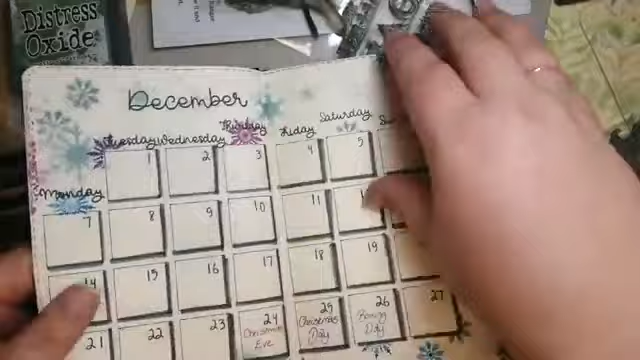 Distress
Oxide
December
Monday
Tuesday
Wednesday
Thursday
Friday
Saturday
1 2 3 4 5
7 8 9 10 11
14 15 16 17 18 19
21 22 23 24 25 26 27
Christmas
Eve
Christmas
Day
Boxing
Day